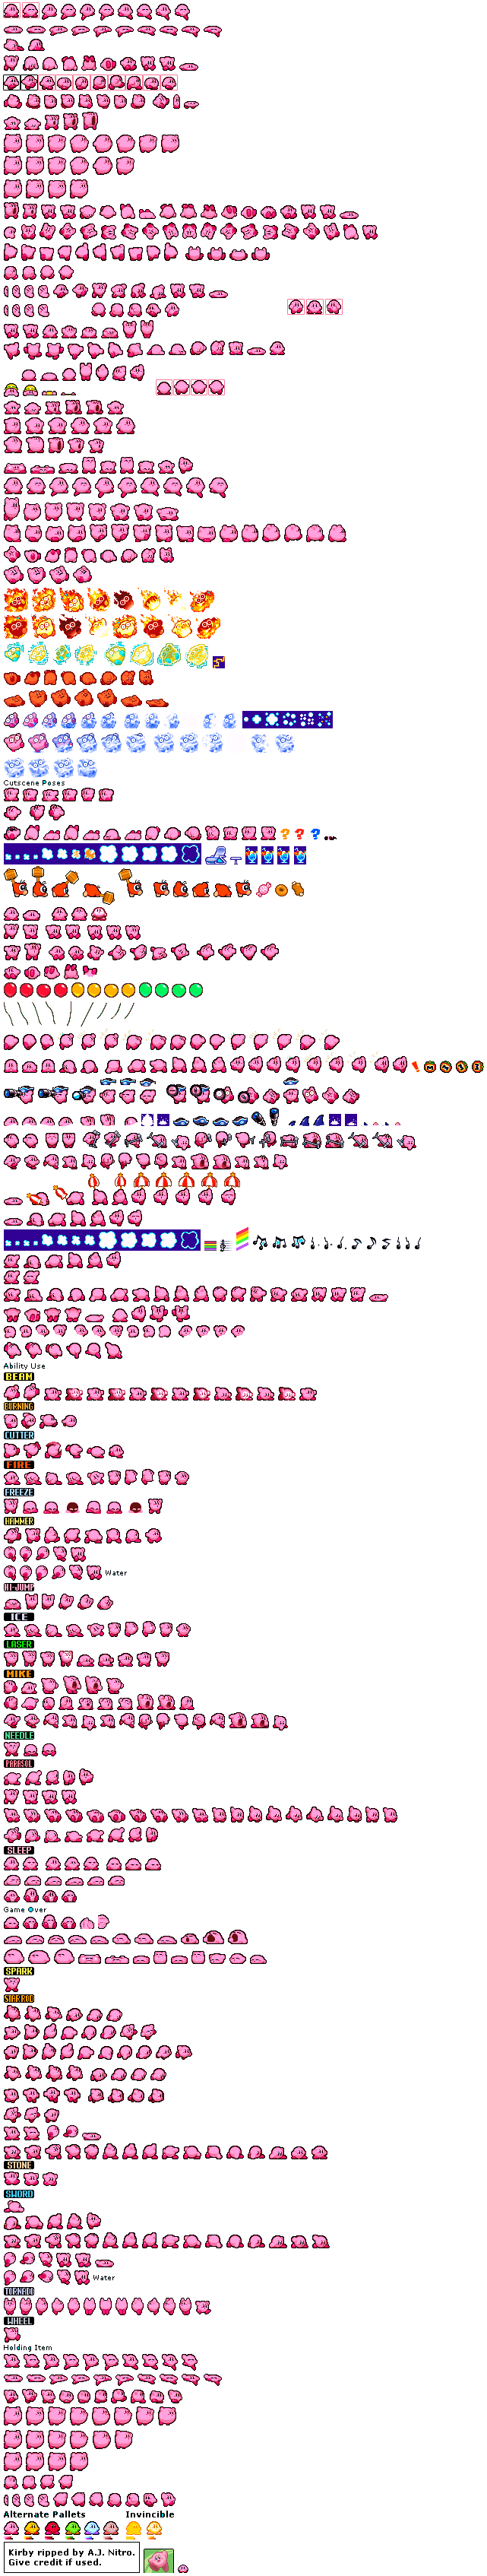 Cutscene Poses
Ability Use
BEAM
BURNING
CUTTER
FIRE
FREEZE
HAMMER
Water
HI-JUMP
ICE
LASER
MIKE
NEEDLE
PARASOL
SLEEP
Game Over
SPARK
STAR ROD
STONE
SWORD
Water
TORNADO
WHEEL
Holding Item
Alternate Pallets Invincible
Kirby ripped by A.J. Nitro.
Give credit if used.